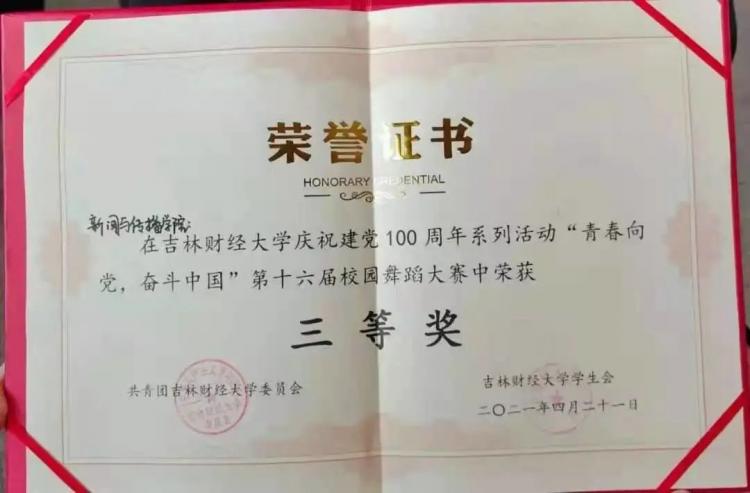 荣誉证书
HONORARY CREDENTIAL
新闻与传播学院：
在吉林财经大学庆祝建党100周年系列活动“青春向
党，奋斗中国”第十六届校园舞蹈大赛中荣获
三等奖
共青团吉林财经大学委员会
吉林财经大学学生会
二〇二一年四月二十一日